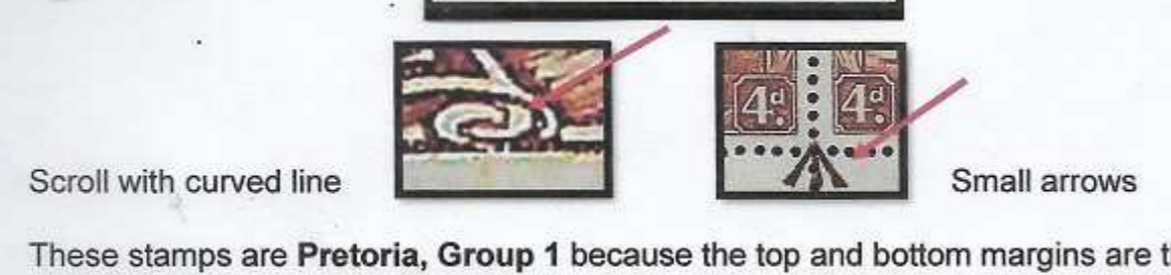 4d. 4d.
Scroll with curved line
Small arrows
These stamps are Pretoria, Group 1 because the top and bottom margins are